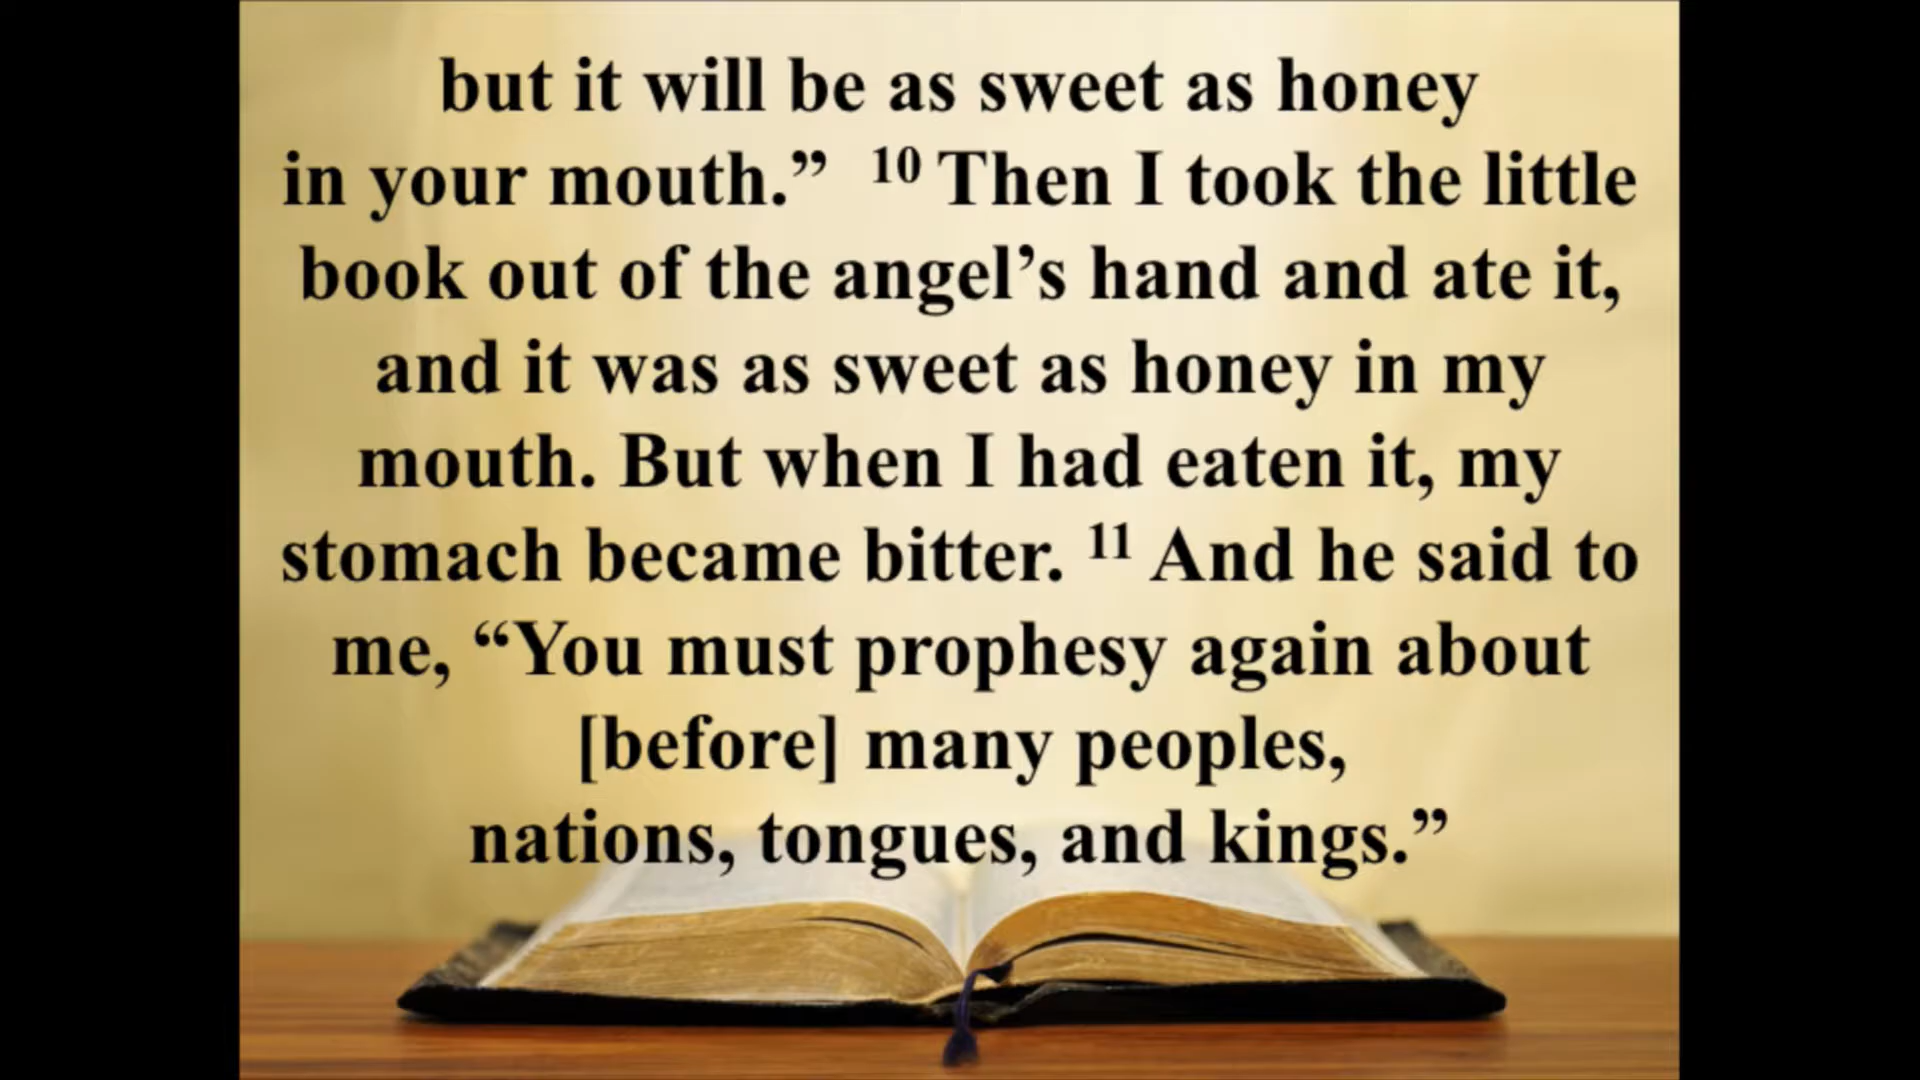 but it will be as sweet as honey
in your mouth.” 10 Then I took the little
book out of the angel’s hand and ate it,
and it was as sweet as honey in my
mouth. But when I had eaten it, my
stomach became bitter. 11 And he said to
me, “You must prophesy again about
[before] many peoples,
nations, tongues, and kings.”